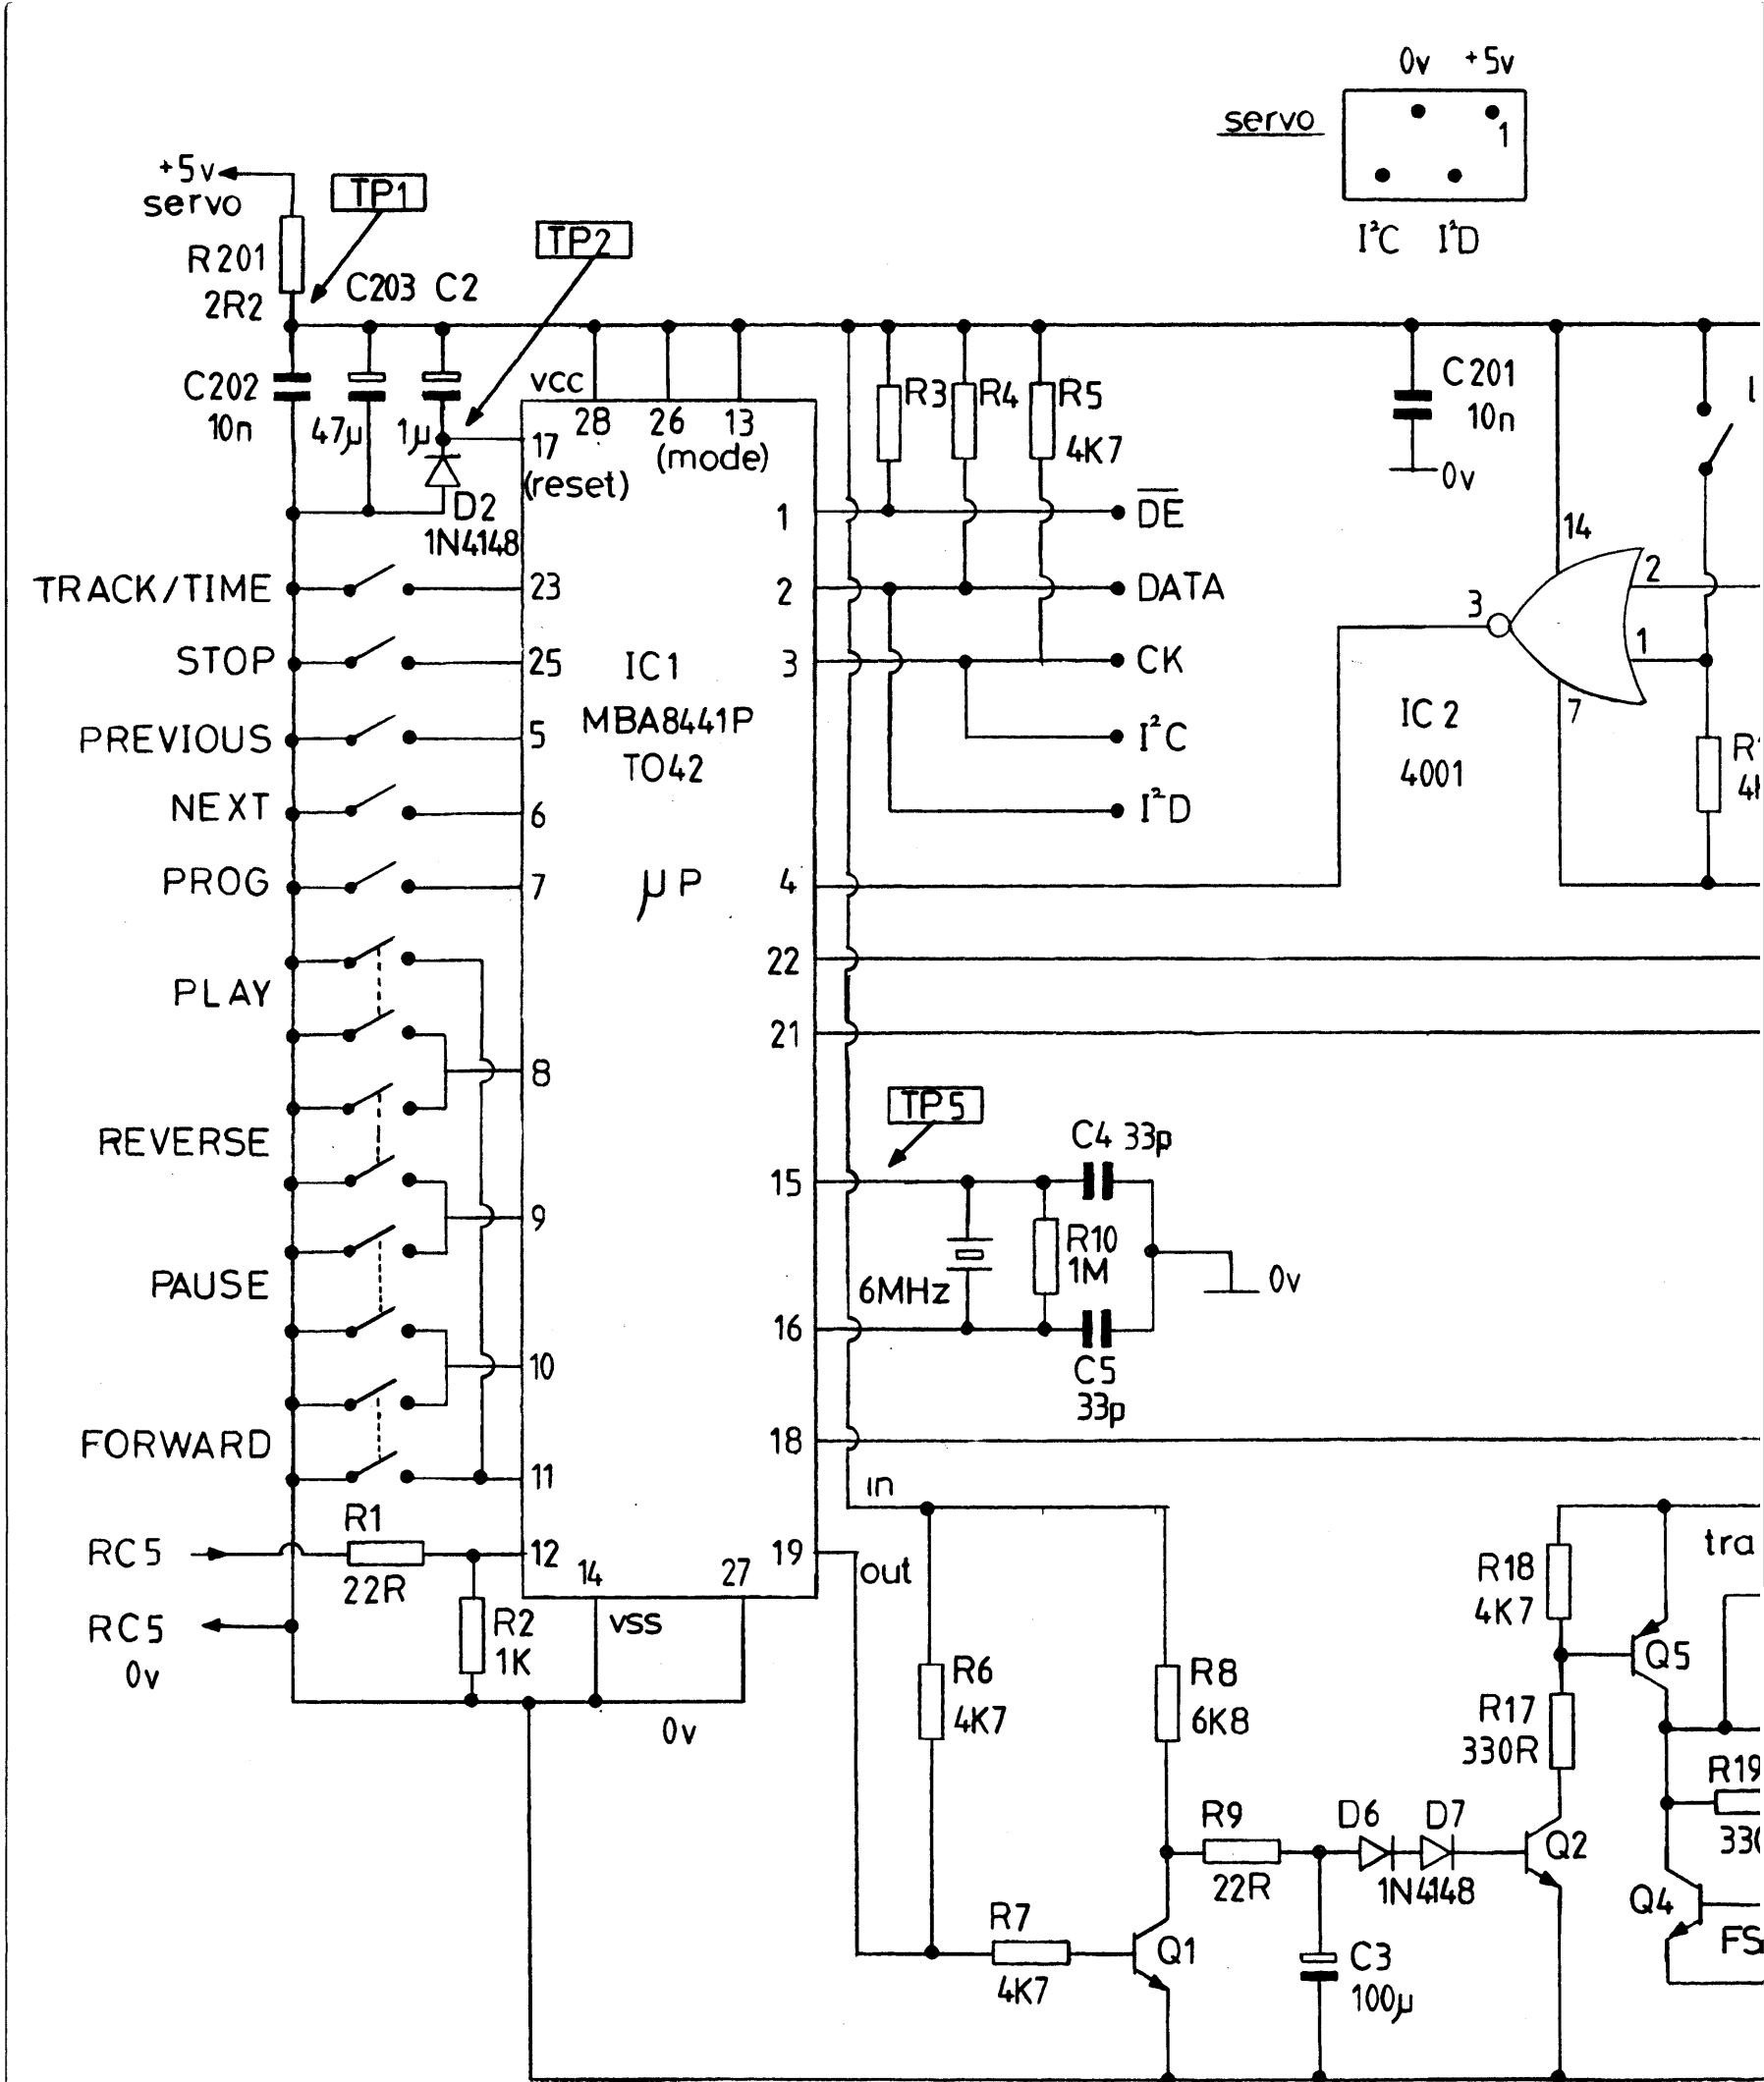 0v +5v
servo
1
I²C I²D
+5v
servo
TP1
TP2
R201
2R2
C203 C2
C202
10n
47µ
1µ
vcc
28 26 13
(mode)
17
(reset)
D2
1N4148
R3 R4 R5
4K7
C201
10n
0v
1 DE
14
TRACK/TIME 23
2 DATA
3
2
STOP 25
IC1
MBA8441P
TO42
µP
3 CK
1
7
IC2
4001
PREVIOUS 5
I²C
NEXT 6
I²D
PROG 7
4
22
PLAY
21
8
TP5
REVERSE
C4 33p
15
9
R10
1M
6MHz
0v
PAUSE
16
C5
33p
10
FORWARD
18
11
in
R1
RC5 12
22R
14 27
19
out
vss
RC5
0v
R2
1K
0v
R6
4K7
R8
6K8
R18
4K7
tra
Q5
R17
330R
R19
330
R9
22R
D6 D7
1N4148
Q2
Q4
R7
4K7
Q1
C3
100µ